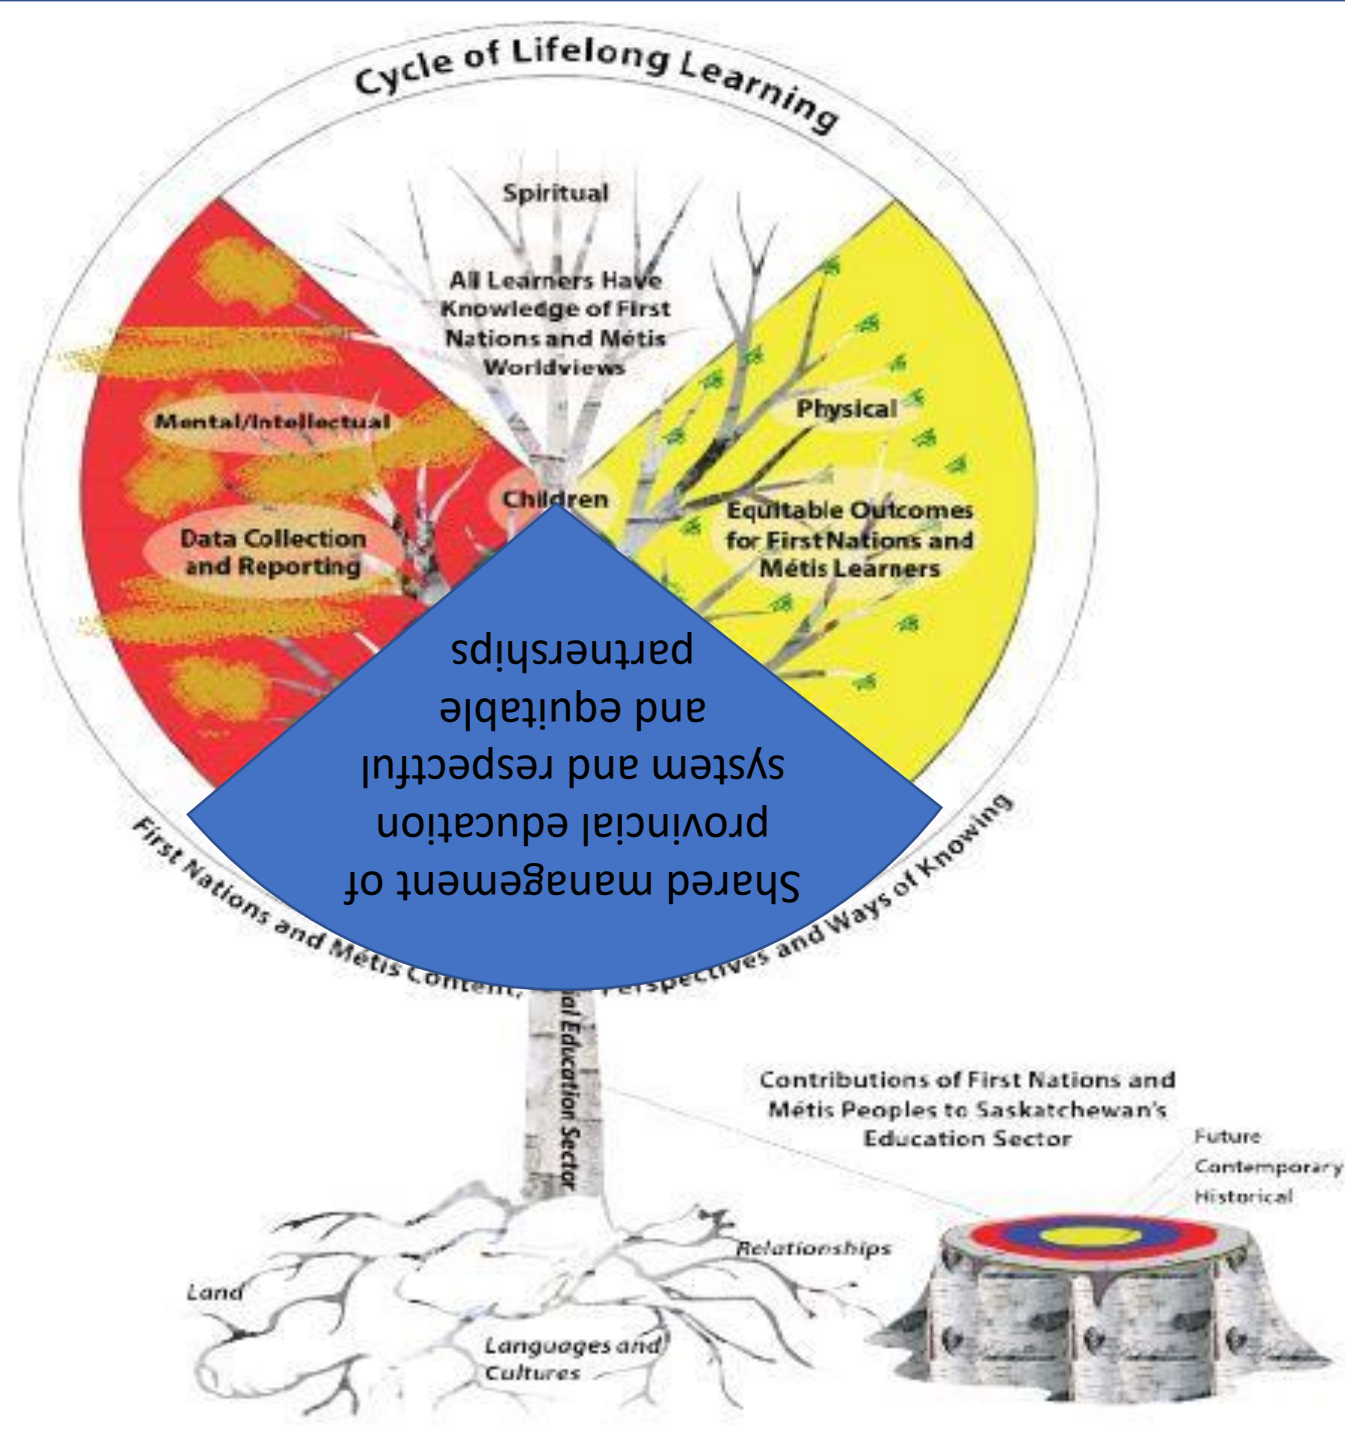 Cycle of Lifelong Learning
Spiritual
All Learners Have
Knowledge of First
Nations and Métis
Worldviews
Mental/Intellectual
Data Collection
and Reporting
Children
Physical
Equitable Outcomes
for First Nations and
Métis Learners
Shared management of
provincial education
system and respectful
and equitable
partnerships
First Nations and Métis Content, Perspectives and Ways of Knowing
ial Education Sector
Contributions of First Nations and
Métis Peoples to Saskatchewan's
Education Sector
Future
Contemporary
Historical
Relationships
Land
Languages and
Cultures